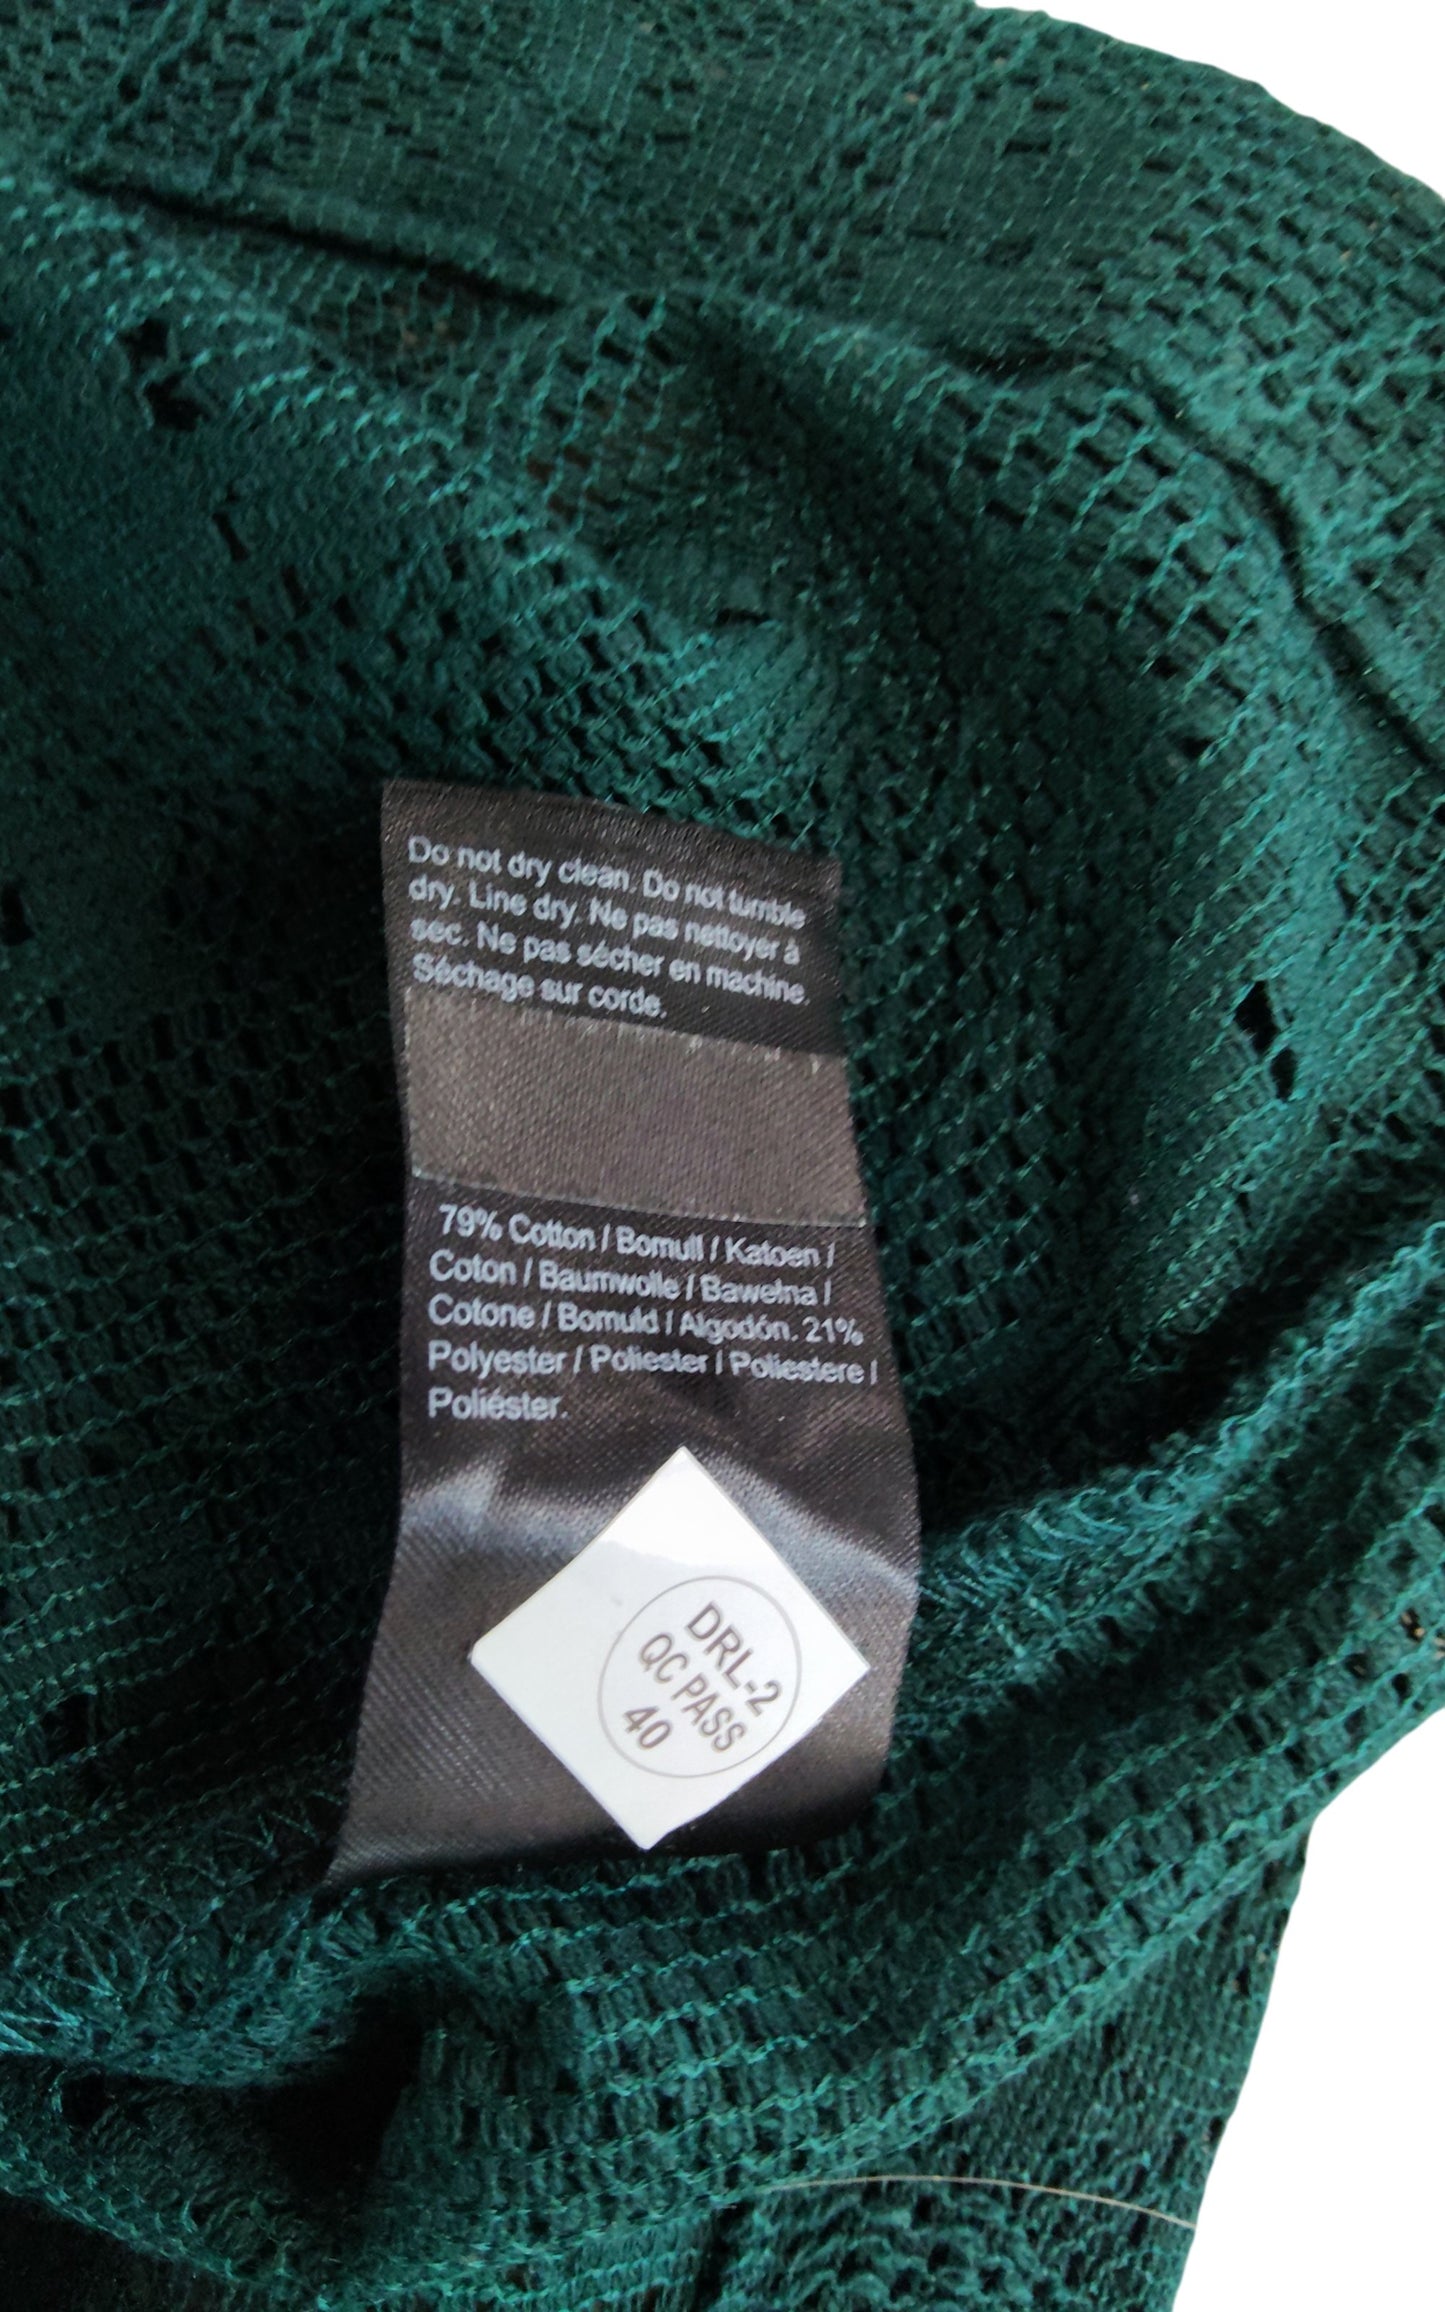 Do not dry clean. Do not tumble
dry. Line dry. Ne pas nettoyer à
sec. Ne pas sécher en machine.
Séchage sur corde.
79% Cotton / Bomull / Katoen /
Coton / Baumwolle / Bawełna /
Cotone / Bomuld / Algodón. 21%
Polyester / Poliester / Poliestere /
Poliéster.
DRL-2
QC PASS
40